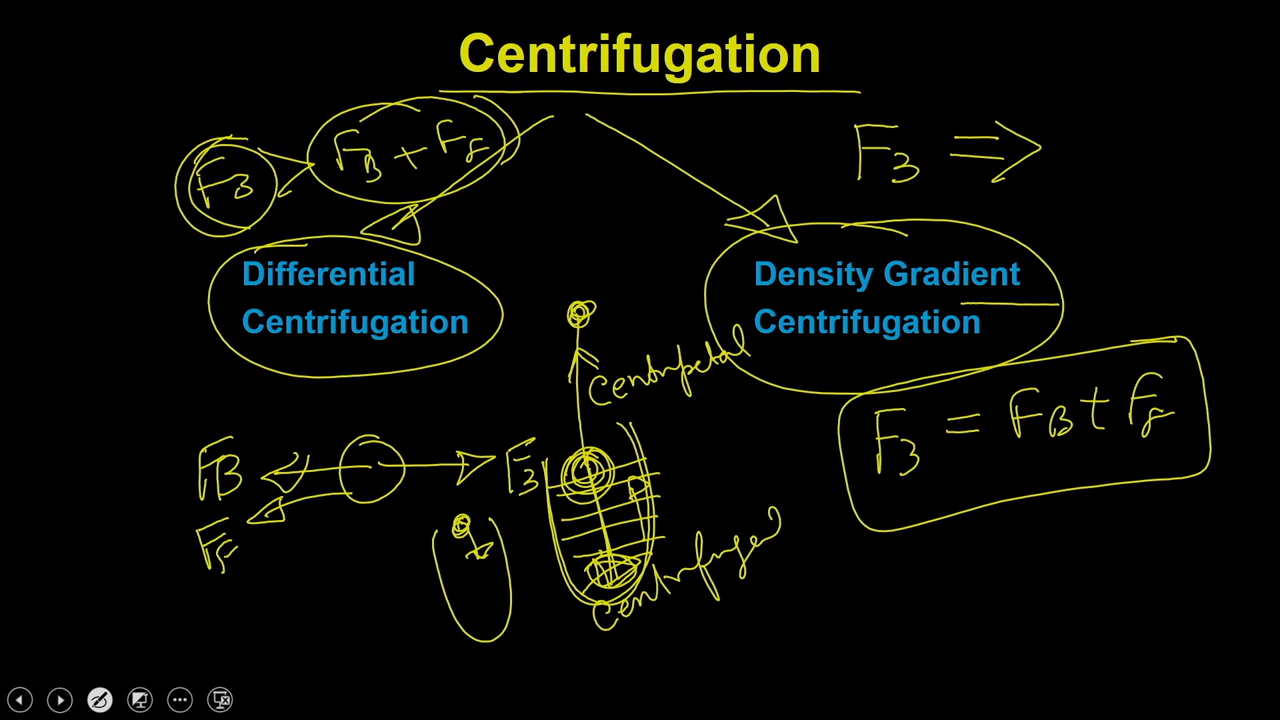 Centrifugation
F3 > FB + FF
F3 ⇒
Differential
Centrifugation
Density Gradient
Centrifugation
Centripetal
F3 = FB + FF
FB
F3
FF
Centrifugal